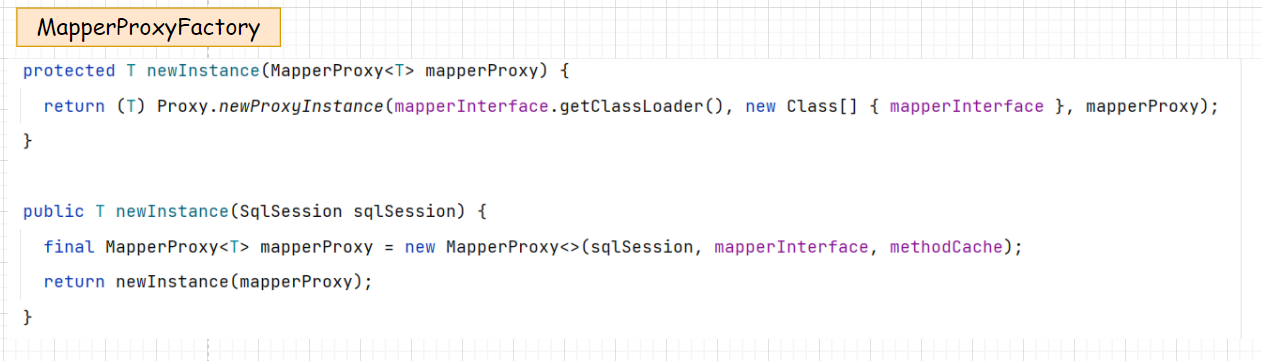 MapperProxyFactory
protected T newInstance(MapperProxy<T> mapperProxy) {
return (T) Proxy.newProxyInstance(mapperInterface.getClassLoader(), new Class[] { mapperInterface }, mapperProxy);
}
public T newInstance(SqlSession sqlSession) {
final MapperProxy<T> mapperProxy = new MapperProxy<>(sqlSession, mapperInterface, methodCache);
return newInstance(mapperProxy);
}